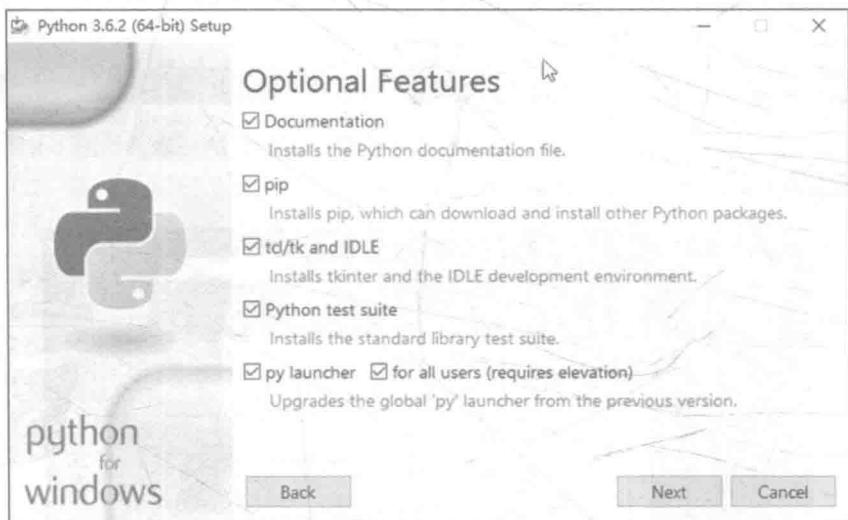 Python 3.6.2 (64-bit) Setup
Optional Features
Documentation
Installs the Python documentation file.
pip
Installs pip, which can download and install other Python packages.
tcl/tk and IDLE
Installs tkinter and the IDLE development environment.
Python test suite
Installs the standard library test suite.
py launcher for all users (requires elevation)
Upgrades the global 'py' launcher from the previous version.
python
for
windows
Back Next Cancel